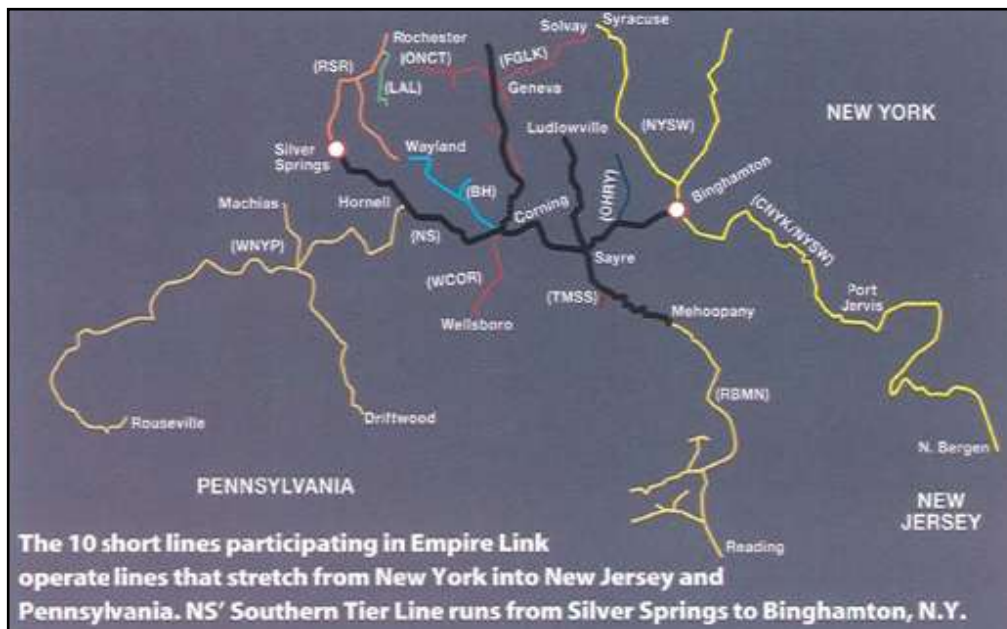 Syracuse
Solvay
Rochester
(ONCT)
(FGLK)
(RSR)
(LAL)
Geneva
NEW YORK
Ludlowville
(NYSW)
Silver
Springs
Wayland
(OHRY)
Binghamton
(BH)
Machias
Hornell
Corning
(CNYK/NYSW)
(NS)
(WNYP)
Sayre
(WCOR)
(TMSS)
Port
Jervis
Mehoopany
Wellsboro
(RBMN)
Rouseville
Driftwood
N. Bergen
PENNSYLVANIA
NEW
JERSEY
Reading
The 10 short lines participating in Empire Link
operate lines that stretch from New York into New Jersey and
Pennsylvania. NS' Southern Tier Line runs from Silver Springs to Binghamton, N.Y.